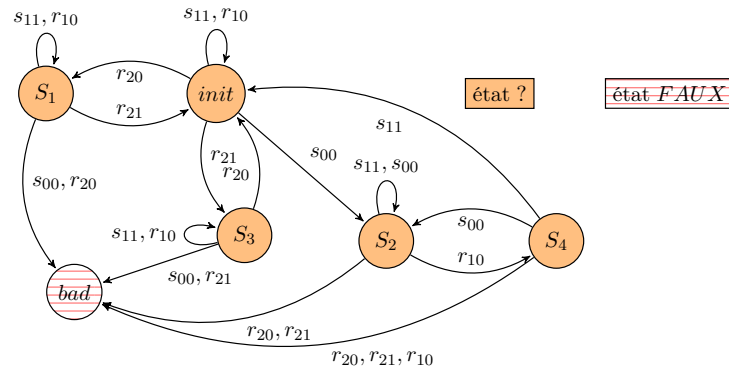 s11, r10
s11, r10
S1
r20
init
état ?
état FAUX
r21
s11
s00
r21
r20
s11, s00
s00, r20
s11, r10
S3
S2
s00
S4
r10
s00, r21
bad
r20, r21
r20, r21, r10